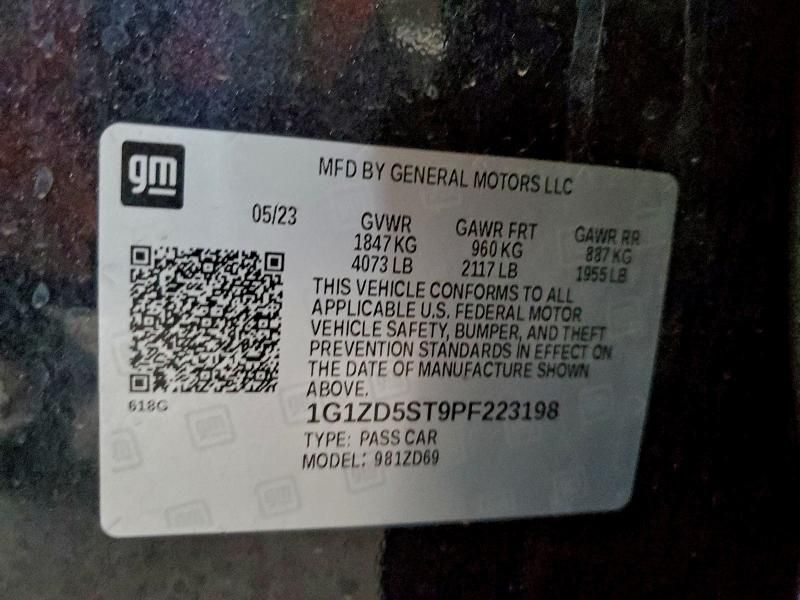 gm
MFD BY GENERAL MOTORS LLC
05/23
GVWR GAWR FRT GAWR RR
1847 KG 960 KG 887 KG
4073 LB 2117 LB 1955 LB
THIS VEHICLE CONFORMS TO ALL
APPLICABLE U.S. FEDERAL MOTOR
VEHICLE SAFETY, BUMPER, AND THEFT
PREVENTION STANDARDS IN EFFECT ON
THE DATE OF MANUFACTURE SHOWN
ABOVE.
618G
1G1ZD5ST9PF223198
TYPE: PASS CAR
MODEL: 981ZD69